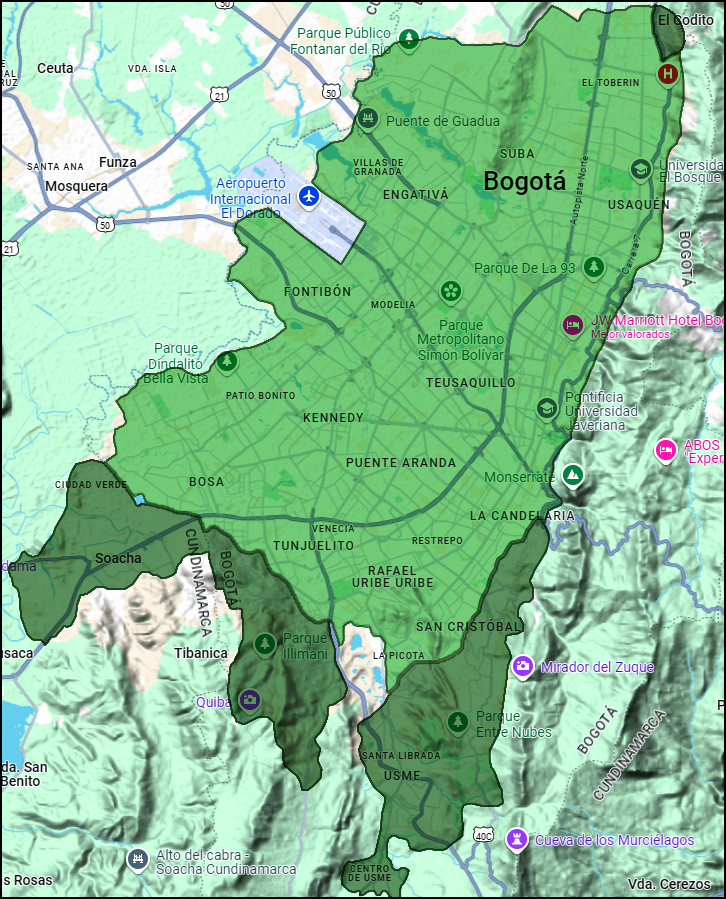 50
El Codito
Parque Público
Fontanar del Río
Ceuta
VDA. ISLA
EL TOBERIN
H
21
50
Puente de Guadua
SUBA
VILLAS DE
GRANADA
Universida
El Bosque
SANTA ANA
Funza
Mosquera
Aeropuerto
Internacional
El Dorado
ENGATIVÁ
Bogotá
Autopista Norte
USAQUÉN
50
21
Carrera 7
BOGOTÁ
Parque De La 93
FONTIBÓN
MODELIA
Parque
Metropolitano
Simón Bolívar
JW Marriott Hotel Bog
Mejor valorados
Parque
Dindalito
Bella Vista
TEUSAQUILLO
PATIO BONITO
KENNEDY
Pontificia
Universidad
Javeriana
ABOS
Exper
PUENTE ARANDA
Monserrate
CIUDAD VERDE
BOSA
LA CANDELARIA
VENECIA
TUNJUELITO
RESTREPO
Soacha
dama
CUNDINAMARCA
BOGOTÁ
RAFAEL
URIBE URIBE
SAN CRISTÓBAL
usaca
Tibanica
Parque
Illimani
LA PICOTA
Mirador del Zuque
Quiba
Parque
Entre Nubes
BOGOTÁ
CUNDINAMARCA
SANTA LIBRADA
USME
da. San
Benito
40C
Cueva de los Murciélagos
Alto del cabra -
Soacha Cundinamarca
CENTRO
DE USME
s Rosas
Vda. Cerezos